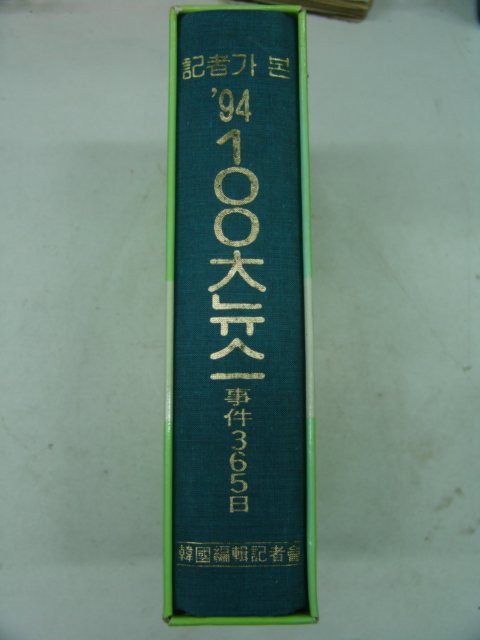 記者가 본
'94
100大뉴스
事件365日
韓國編輯記者會